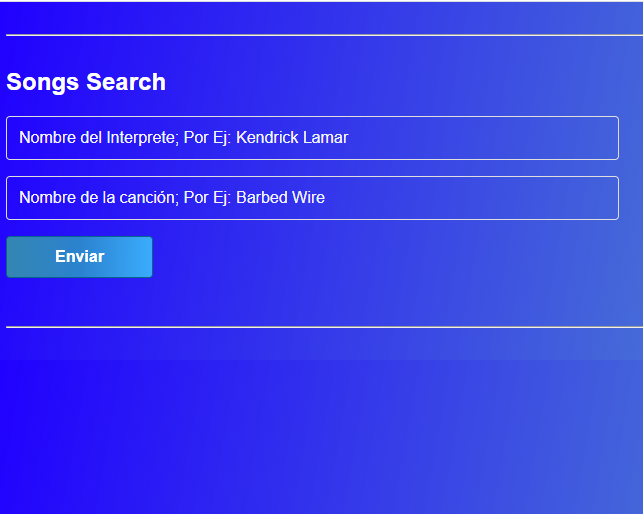 Songs Search
Nombre del Interprete; Por Ej: Kendrick Lamar
Nombre de la canción; Por Ej: Barbed Wire
Enviar